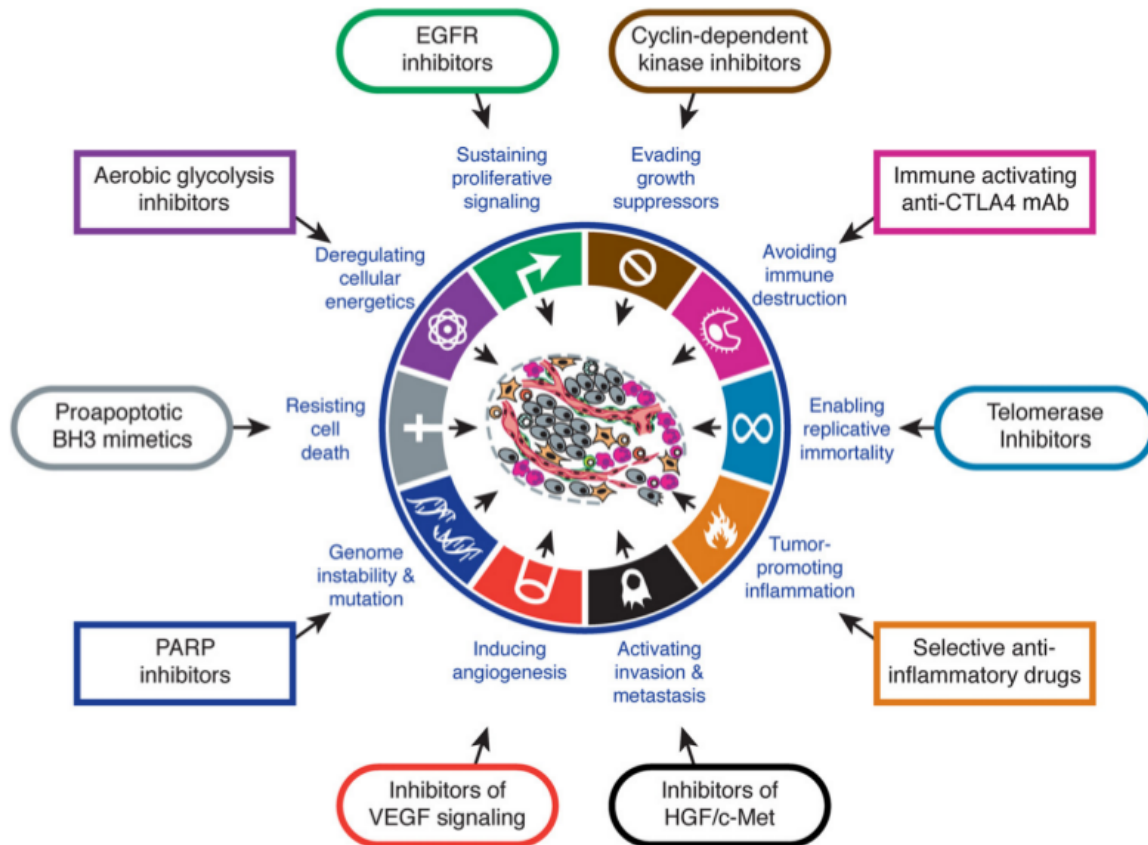 EGFR
inhibitors
Cyclin-dependent
kinase inhibitors
Aerobic glycolysis
inhibitors
Sustaining
proliferative
signaling
Evading
growth
suppressors
Immune activating
anti-CTLA4 mAb
Deregulating
cellular
energetics
Avoiding
immune
destruction
Proapoptotic
BH3 mimetics
Resisting
cell
death
Enabling
replicative
immortality
Telomerase
Inhibitors
Genome
instability &
mutation
Tumor-
promoting
inflammation
PARP
inhibitors
Inducing
angiogenesis
Activating
invasion &
metastasis
Selective anti-
inflammatory drugs
Inhibitors of
VEGF signaling
Inhibitors of
HGF/c-Met